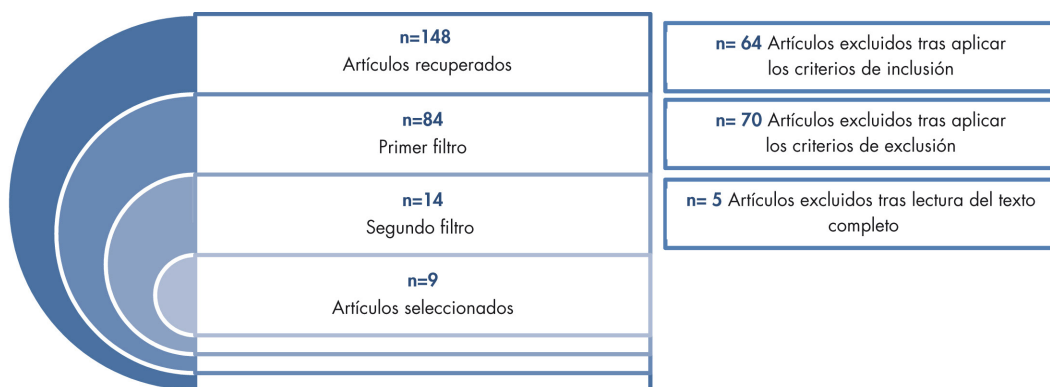 n=148
Artículos recuperados
n= 64 Artículos excluidos tras aplicar
los criterios de inclusión
n=84
Primer filtro
n= 70 Artículos excluidos tras aplicar
los criterios de exclusión
n=14
Segundo filtro
n= 5 Artículos excluidos tras lectura del texto
completo
n=9
Artículos seleccionados